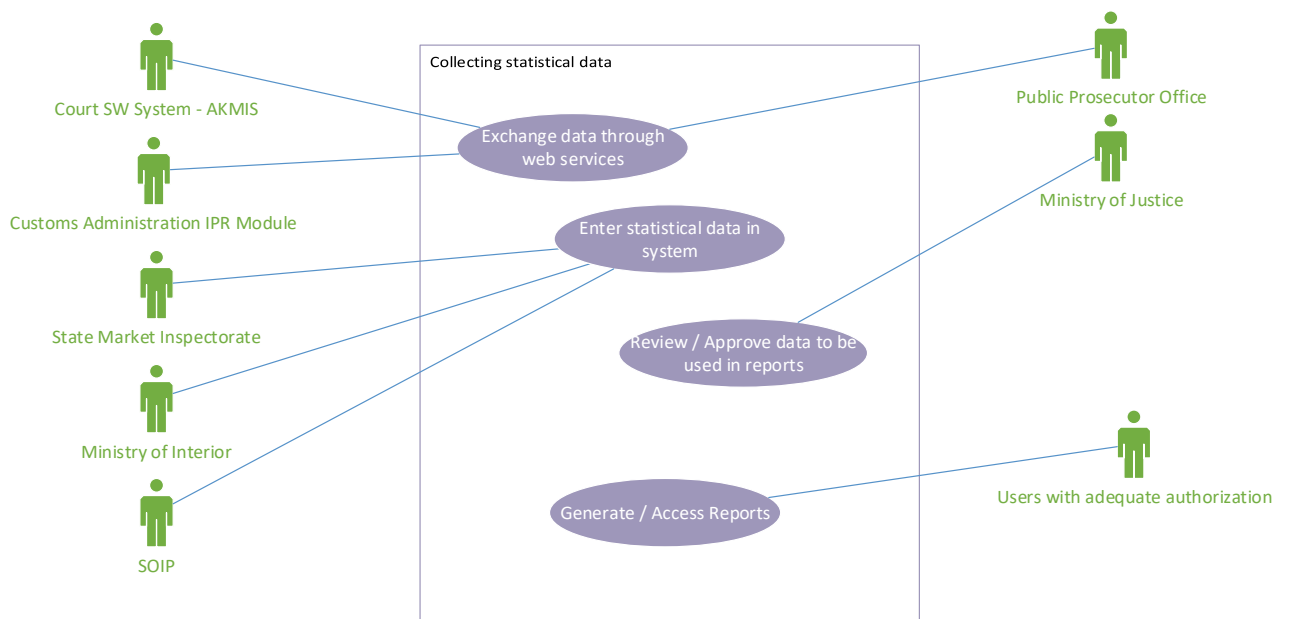 Collecting statistical data
Court SW System - AKMIS
Public Prosecutor Office
Exchange data through
web services
Customs Administration IPR Module
Ministry of Justice
Enter statistical data in
system
State Market Inspectorate
Review / Approve data to be
used in reports
Ministry of Interior
Users with adequate authorization
Generate / Access Reports
SOIP